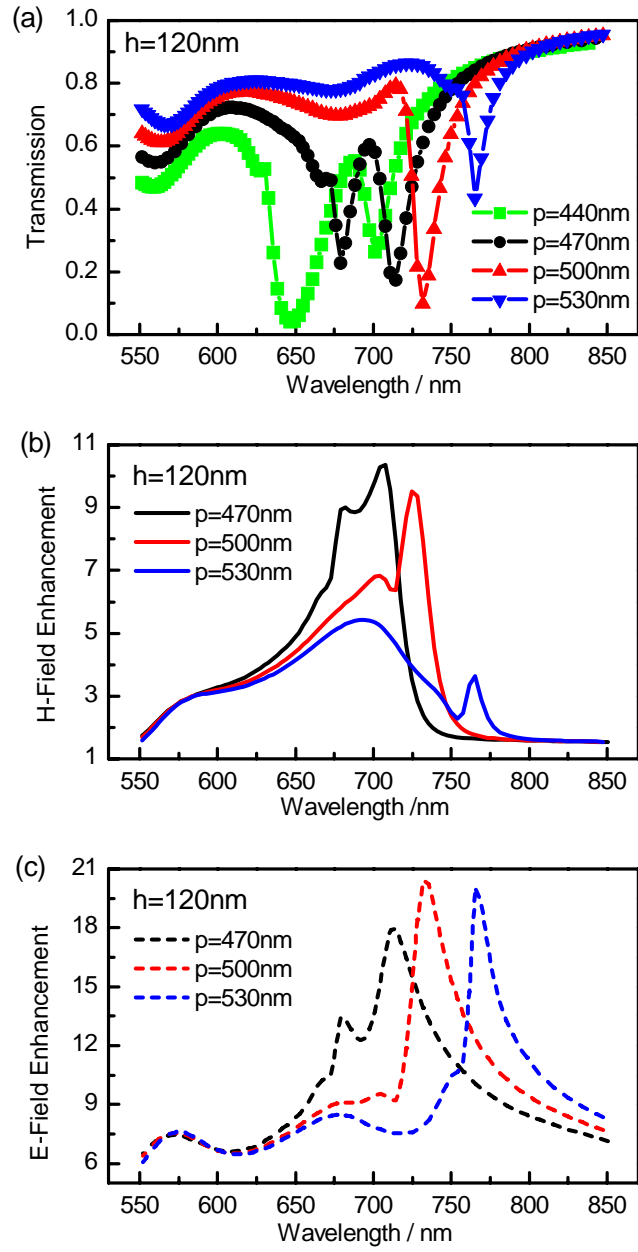 (a)
h=120nm
Transmission
1.0
0.8
0.6
0.4
0.2
0.0
p=440nm
p=470nm
p=500nm
p=530nm
550 600 650 700 750 800 850
Wavelength / nm
(b)
h=120nm
H-Field Enhancement
11
9
7
5
3
1
p=470nm
p=500nm
p=530nm
550 600 650 700 750 800 850
Wavelength /nm
(c)
h=120nm
E-Field Enhancement
21
18
15
12
9
6
p=470nm
p=500nm
p=530nm
550 600 650 700 750 800 850
Wavelength / nm